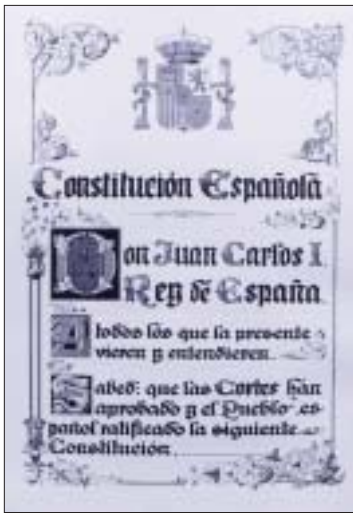 Constitución Española
Don Juan Carlos I
Rey de España
A todos los que la presente
vieren y entendieren.
Sabed: que las Cortes han
aprobado y el Pueblo es-
pañol ratificado la siguiente
Constitución